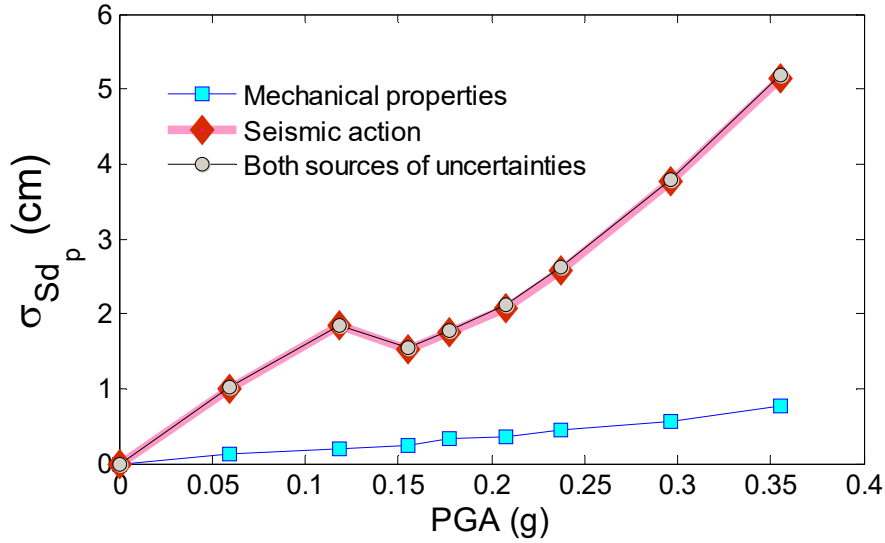 6
5
4
3
2
1
0
σSd_p (cm)
Mechanical properties
Seismic action
Both sources of uncertainties
0 0.05 0.1 0.15 0.2 0.25 0.3 0.35 0.4
PGA (g)